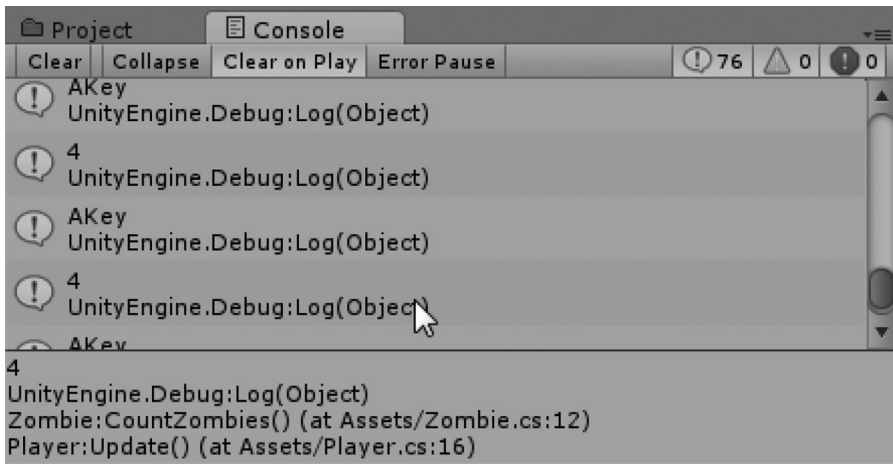 Project Console
Clear Collapse Clear on Play Error Pause 76 0 0
AKey
UnityEngine.Debug:Log(Object)
4
UnityEngine.Debug:Log(Object)
AKey
UnityEngine.Debug:Log(Object)
4
UnityEngine.Debug:Log(Object)
AKey
4
UnityEngine.Debug:Log(Object)
Zombie:CountZombies() (at Assets/Zombie.cs:12)
Player:Update() (at Assets/Player.cs:16)